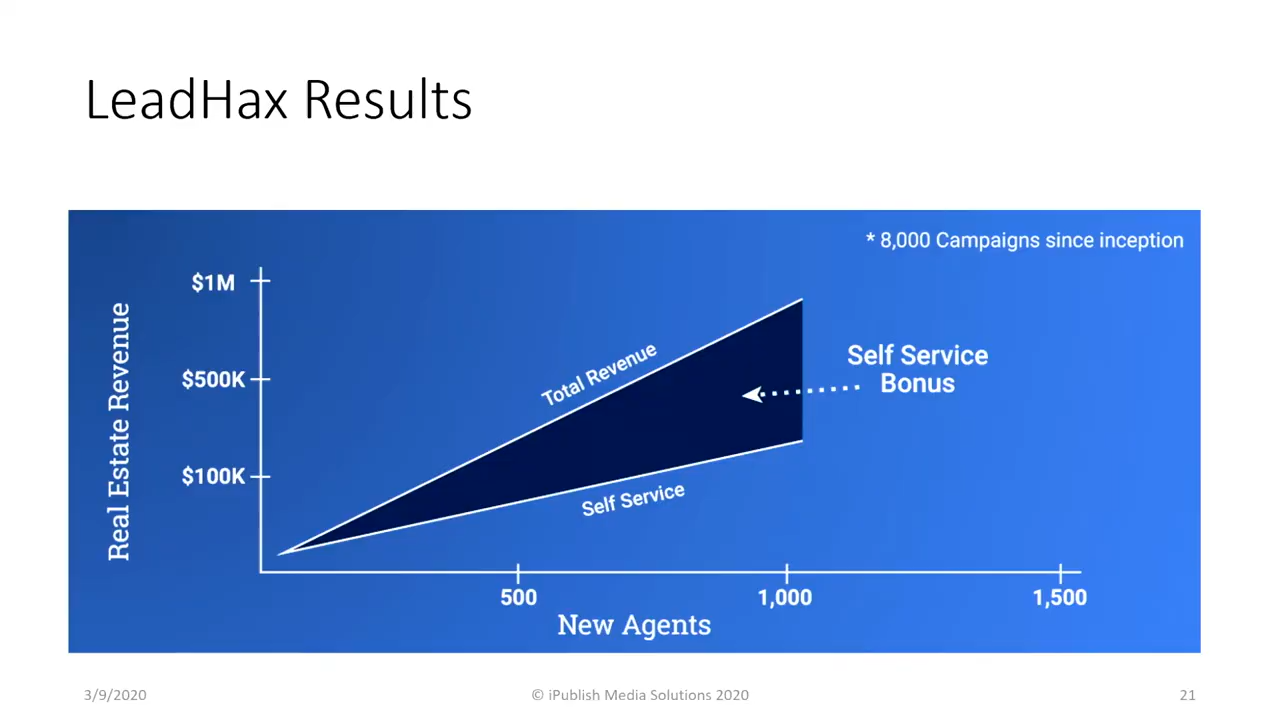 LeadHax Results
* 8,000 Campaigns since inception
Real Estate Revenue
$1M
$500K
$100K
Total Revenue
Self Service
Self Service
Bonus
500
1,000
1,500
New Agents
3/9/2020
© iPublish Media Solutions 2020
21